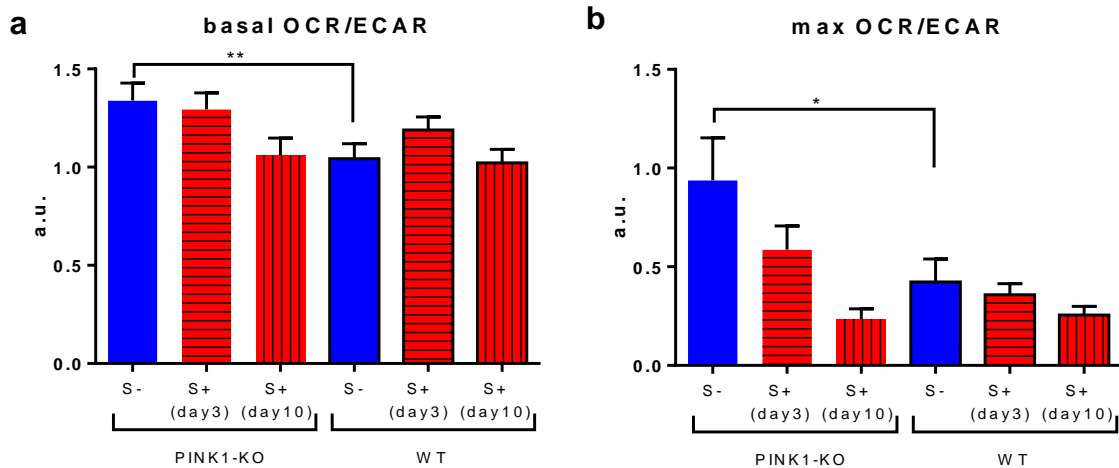 a
basal OCR/ECAR
**
1.5
1.0
0.5
0.0
a.u.
S- S+ S+ S- S+ S+
(day3) (day10) (day3) (day10)
PINK1-KO WT
b
max OCR/ECAR
*
1.5
1.0
0.5
0.0
a.u.
S- S+ S+ S- S+ S+
(day3) (day10) (day3) (day10)
PINK1-KO WT